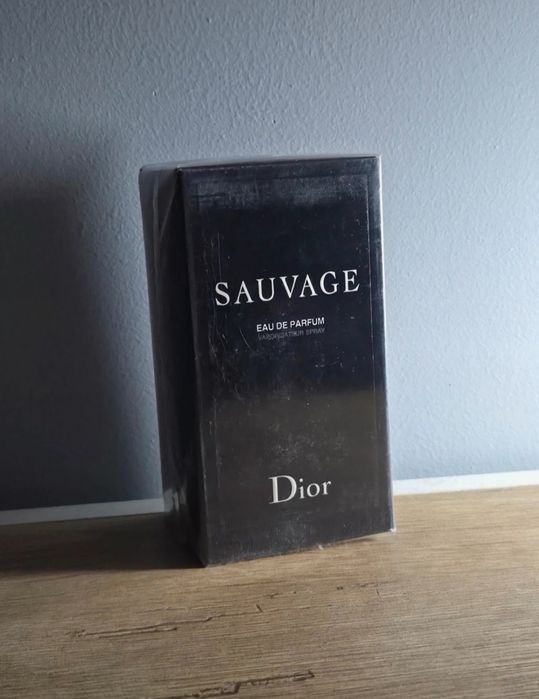 SAUVAGE
EAU DE PARFUM
VAPORISATEUR SPRAY
Dior